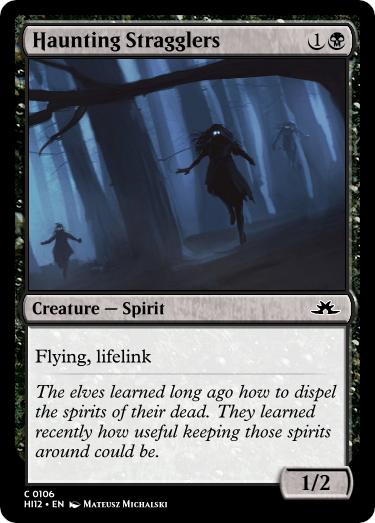 Haunting Stragglers 1
Creature — Spirit
Flying, lifelink
The elves learned long ago how to dispel
the spirits of their dead. They learned
recently how useful keeping those spirits
around could be.
1/2
C 0106
HI12 • EN Mateusz Michalski